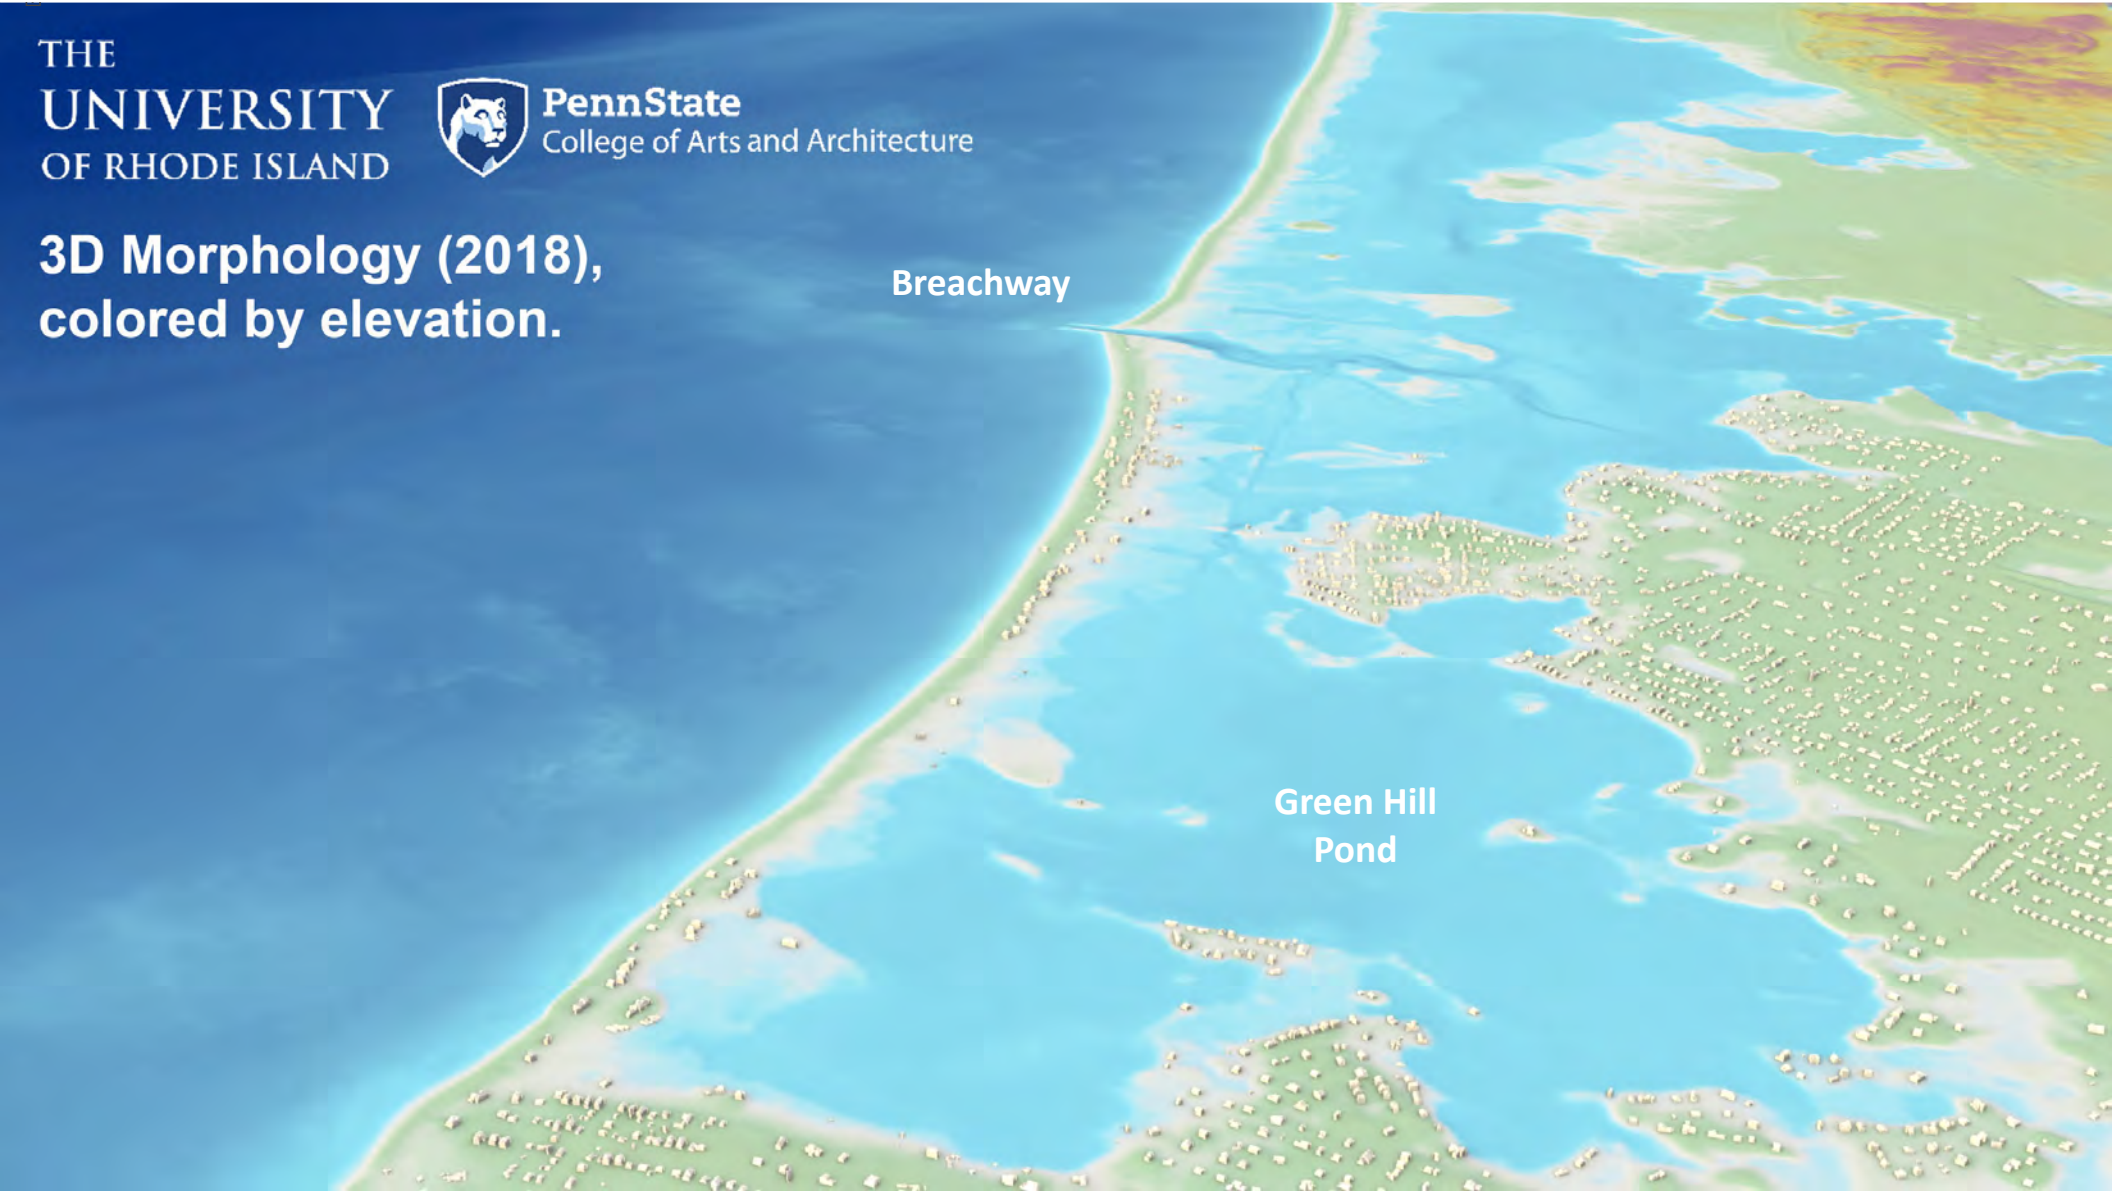 THE
UNIVERSITY
OF RHODE ISLAND
PennState
College of Arts and Architecture
3D Morphology (2018),
colored by elevation.
Breachway
Green Hill
Pond